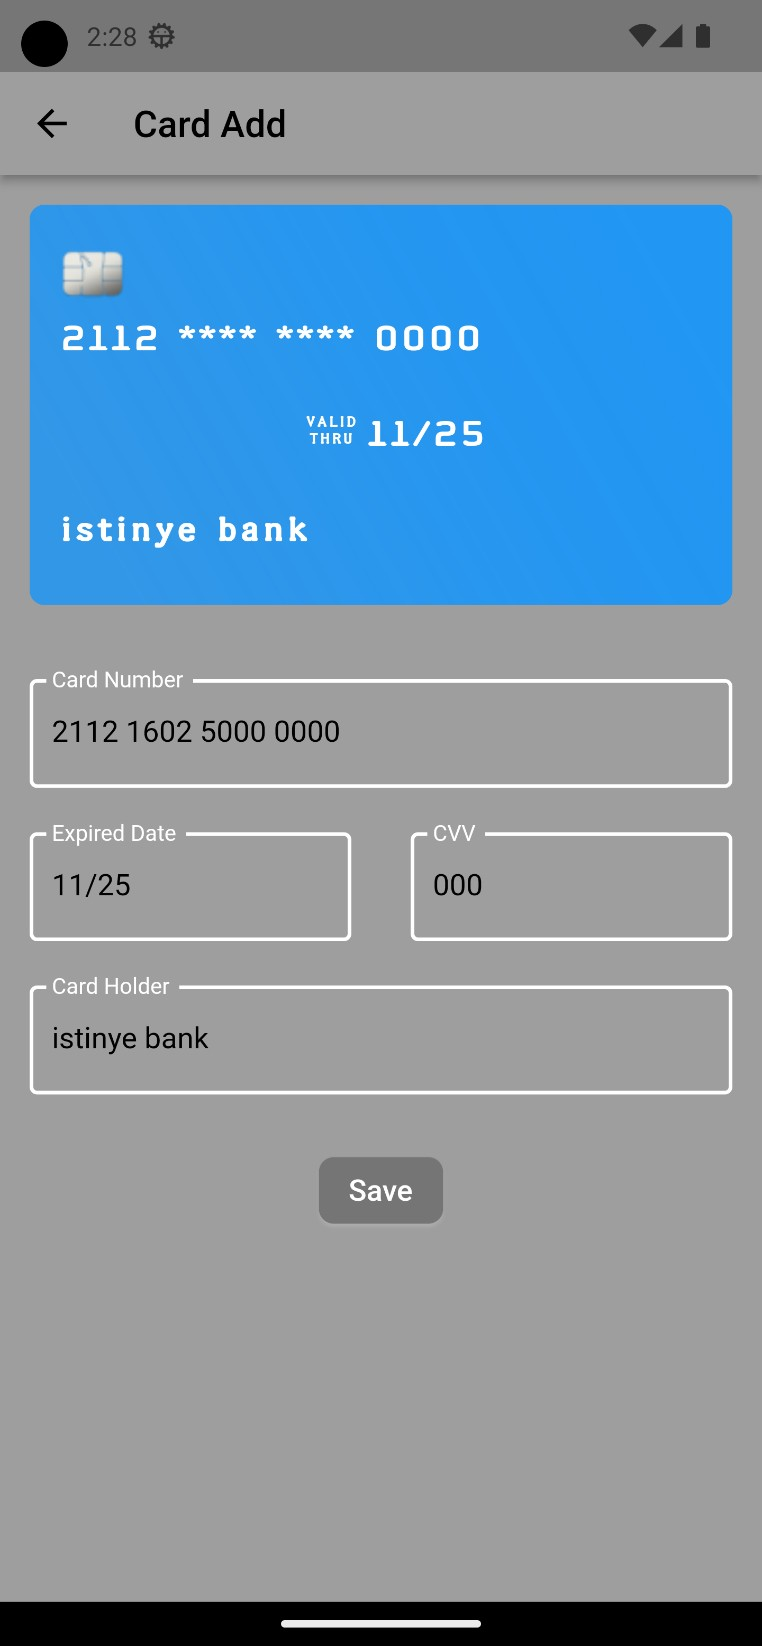 2:28
Card Add
2112 **** **** 0000
VALID
THRU 11/25
istinye bank
Card Number
2112 1602 5000 0000
Expired Date CVV
11/25 000
Card Holder
istinye bank
Save